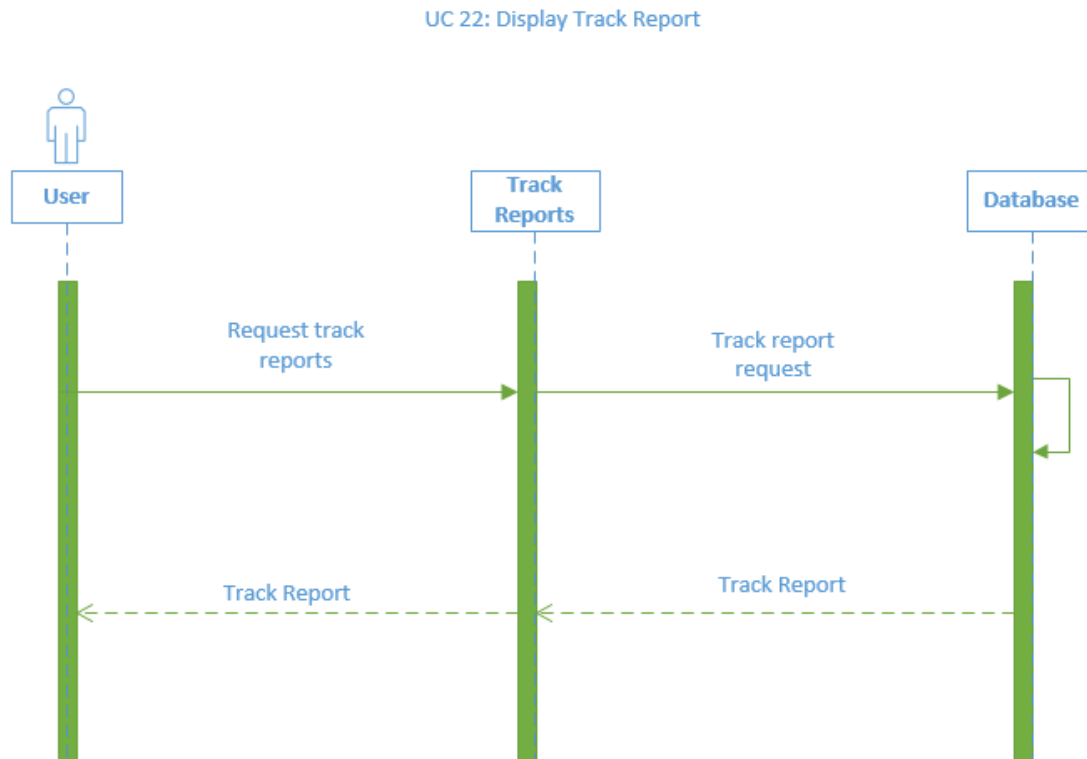 UC 22: Display Track Report
User
Track
Reports
Database
Request track
reports
Track report
request
Track Report
Track Report